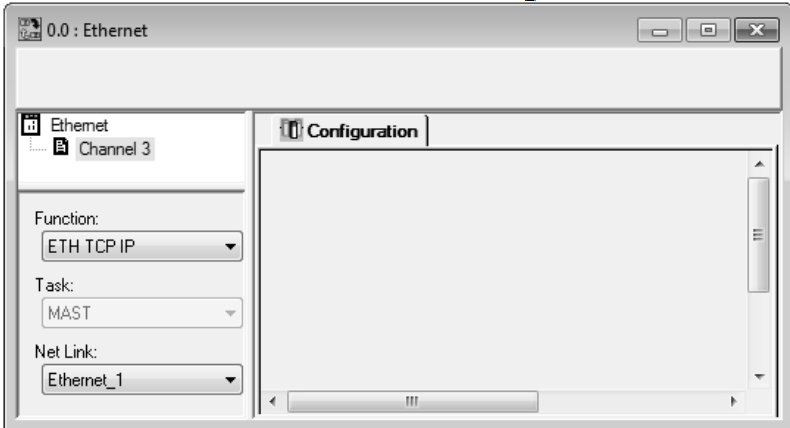 0.0 : Ethernet
Ethernet
Channel 3
Configuration
Function:
ETH TCP IP
Task:
MAST
Net Link:
Ethernet_1